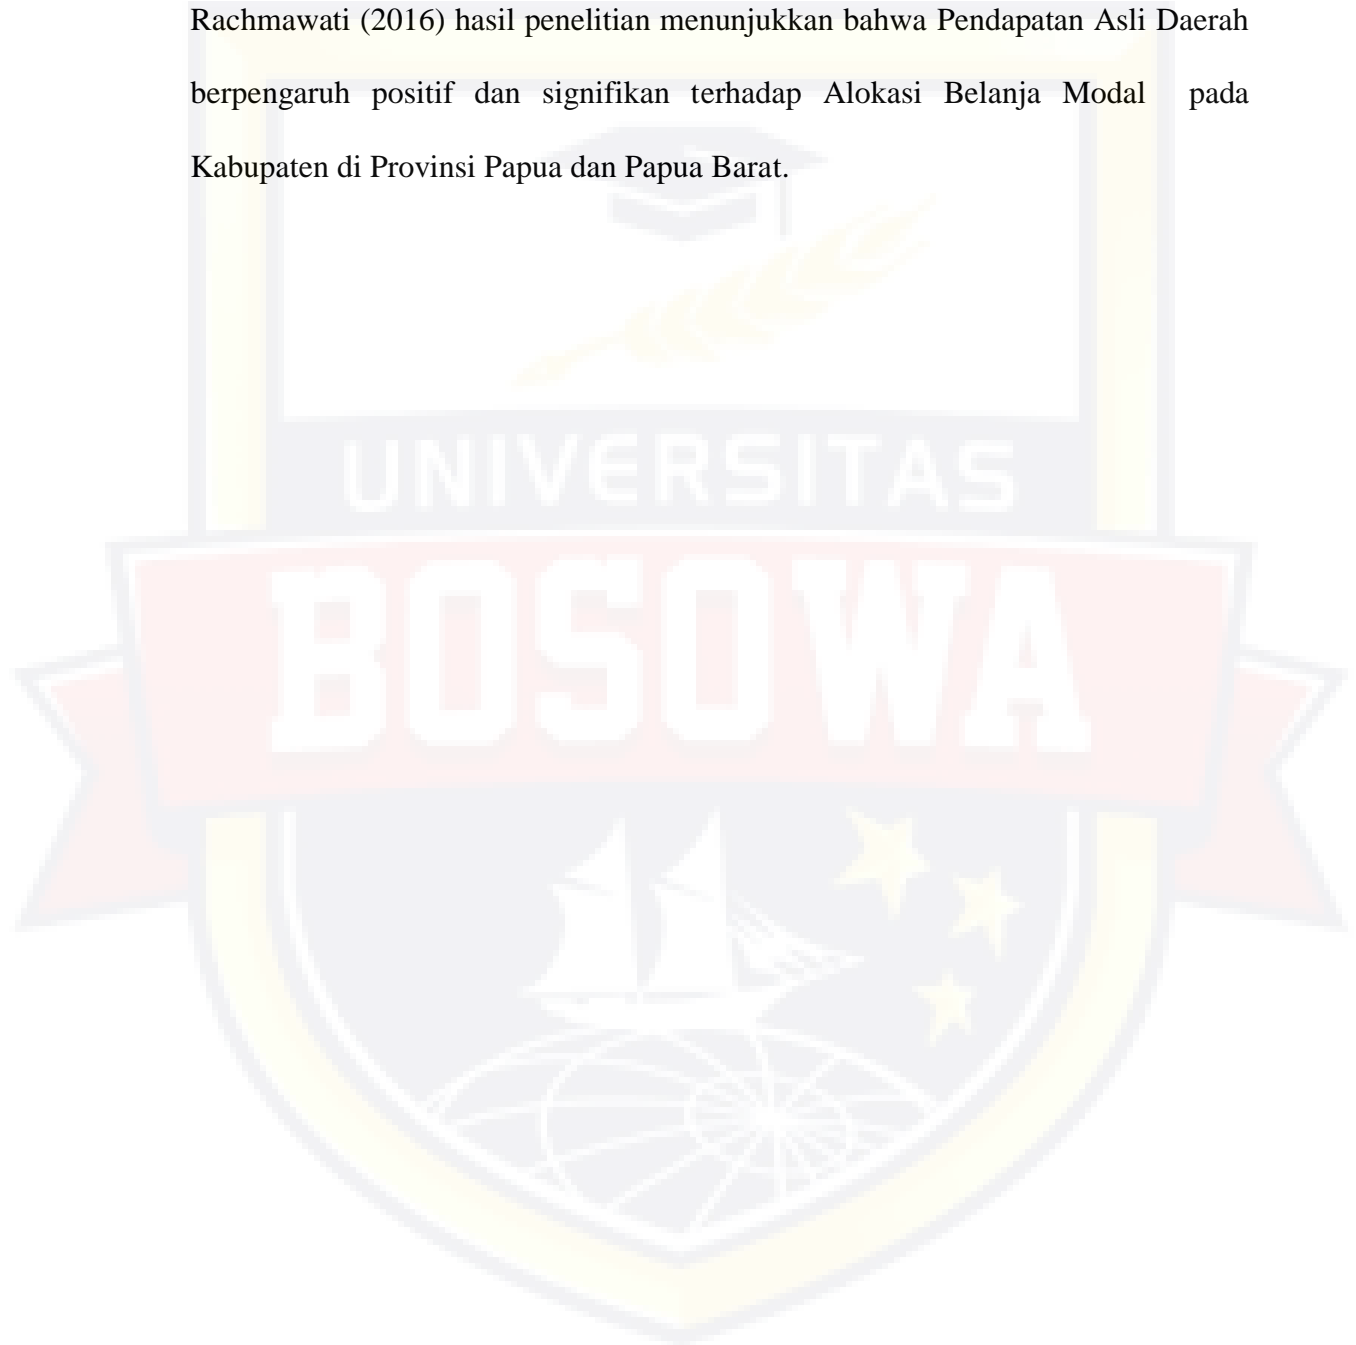 Rachmawati (2016) hasil penelitian menunjukkan bahwa Pendapatan Asli Daerah
berpengaruh positif dan signifikan terhadap Alokasi Belanja Modal pada
Kabupaten di Provinsi Papua dan Papua Barat.
UNIVERSITAS
BOSOWA